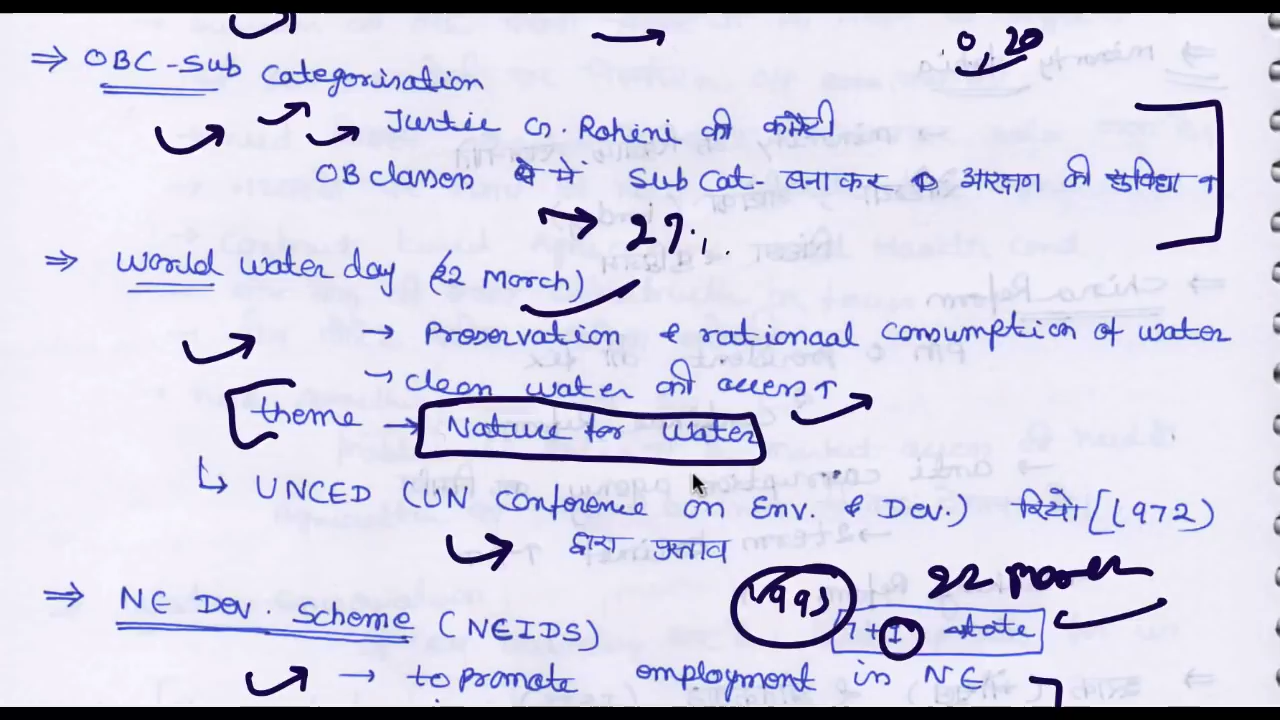 0, 20
⇒ OBC - Sub Categorisation
Justice G. Rohini की कमेटी
OB classes में Sub Cat- बनाकर आरक्षण की सुविधा
→ 27%
⇒ World Water day (22 March)
→ Preservation & rationaal consumption of water
→ clean water की access↑
theme → Nature for Water
↳ UNCED (UN Conference on Env. & Dev.) रियो [1972)
द्वारा प्रस्ताव
22 March
1993
⇒ NE Dev. Scheme (NEIDS) 7+1 state
→ to promote employment in NE